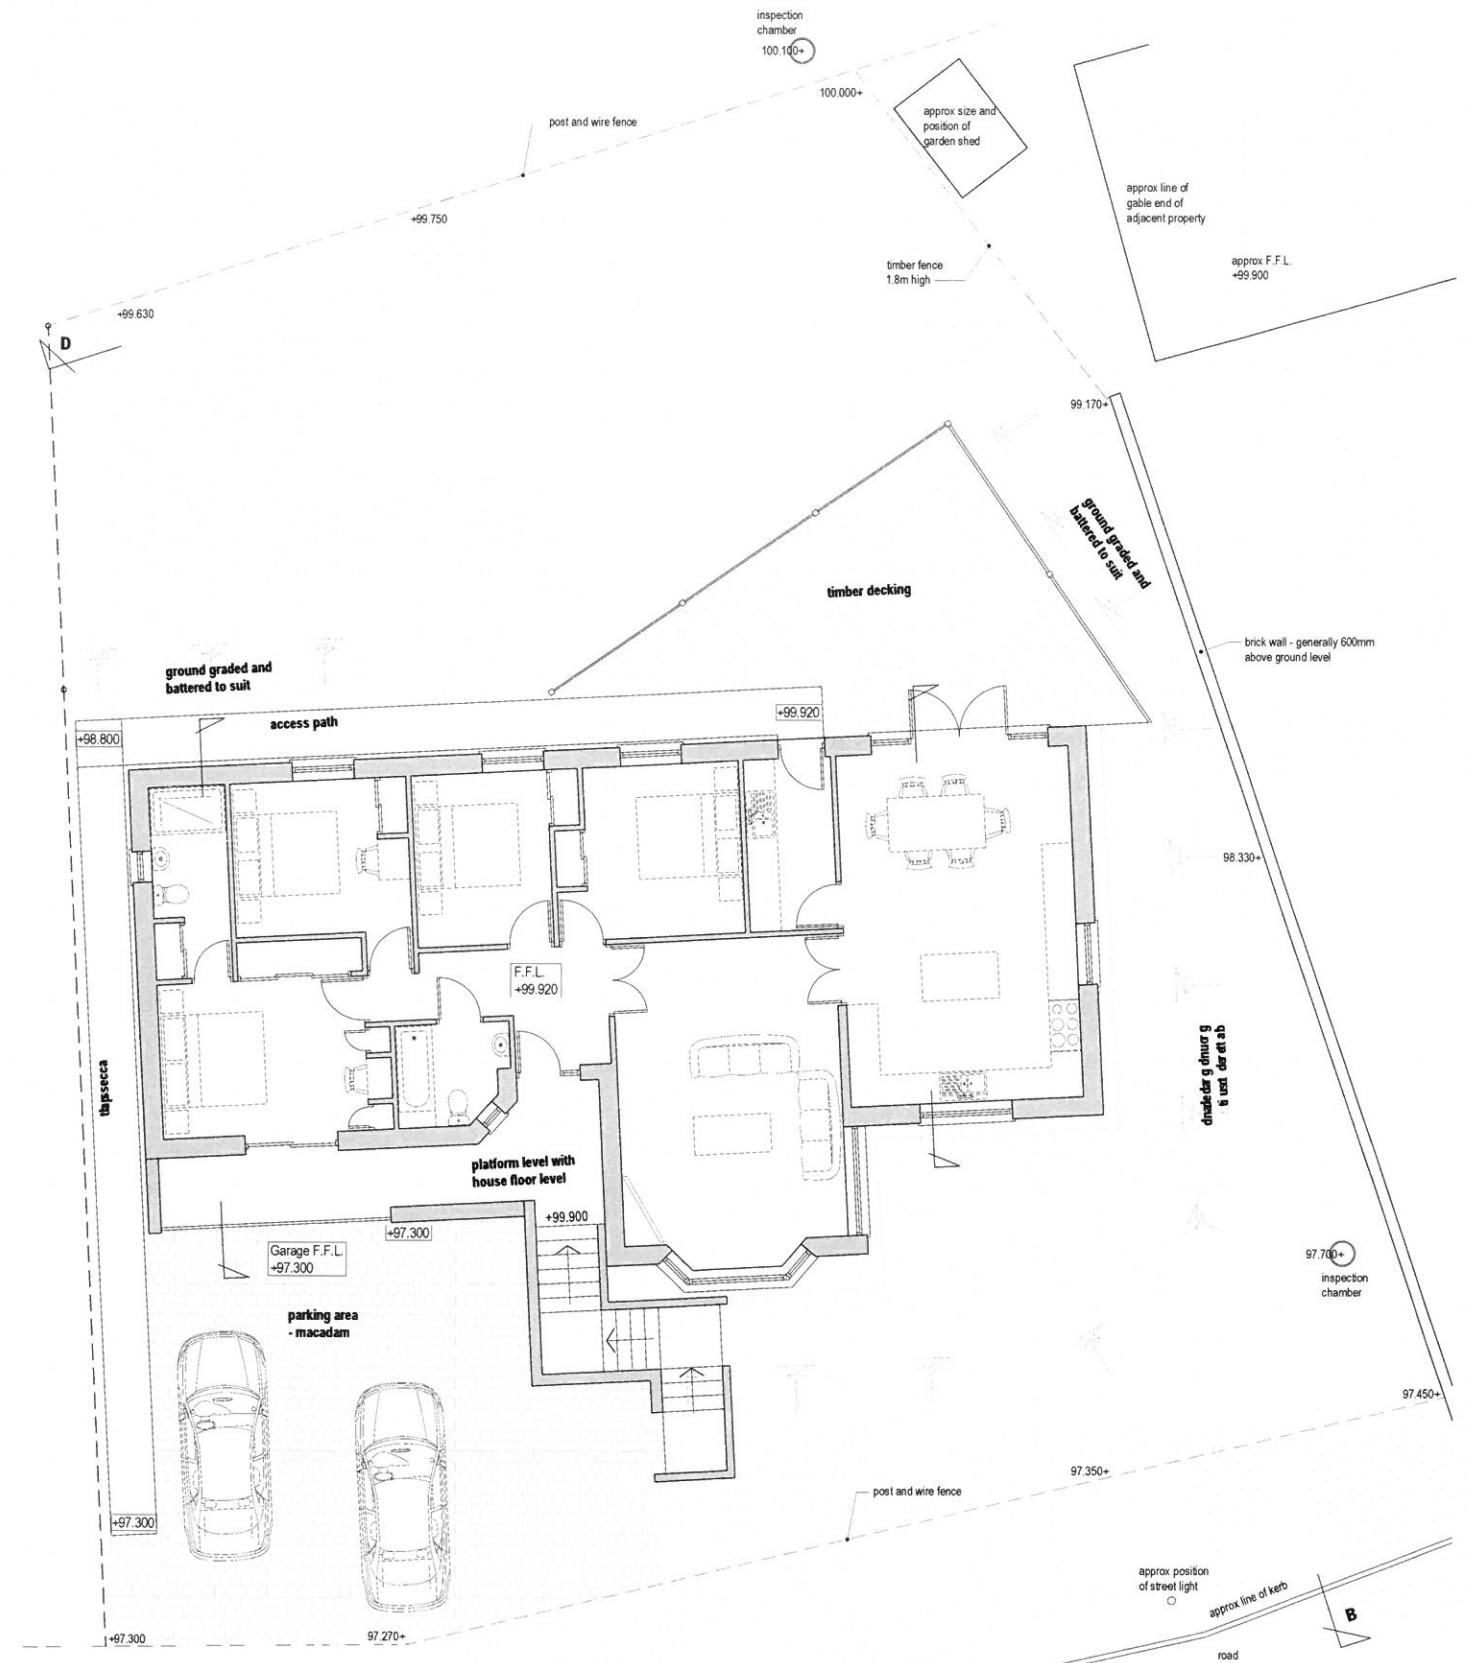 inspection
chamber
100.100+
100.000+
post and wire fence
approx size and
position of
garden shed
+99.750
approx line of
gable end of
adjacent property
timber fence
1.8m high
approx F.F.L.
+99.900
+99.630
D
99.170+
ground graded and
battered to suit
timber decking
brick wall - generally 600mm
above ground level
ground graded and
battered to suit
access path
+99.920
+98.800
98.330+
F.F.L.
+99.920
platform level with
house floor level
+99.900
+97.300
Garage F.F.L.
+97.300
97.700+
inspection
chamber
parking area
- macadam
97.450+
97.350+
post and wire fence
+97.300
approx position
of street light
approx line of kerb
B
+97.300
97.270+
road